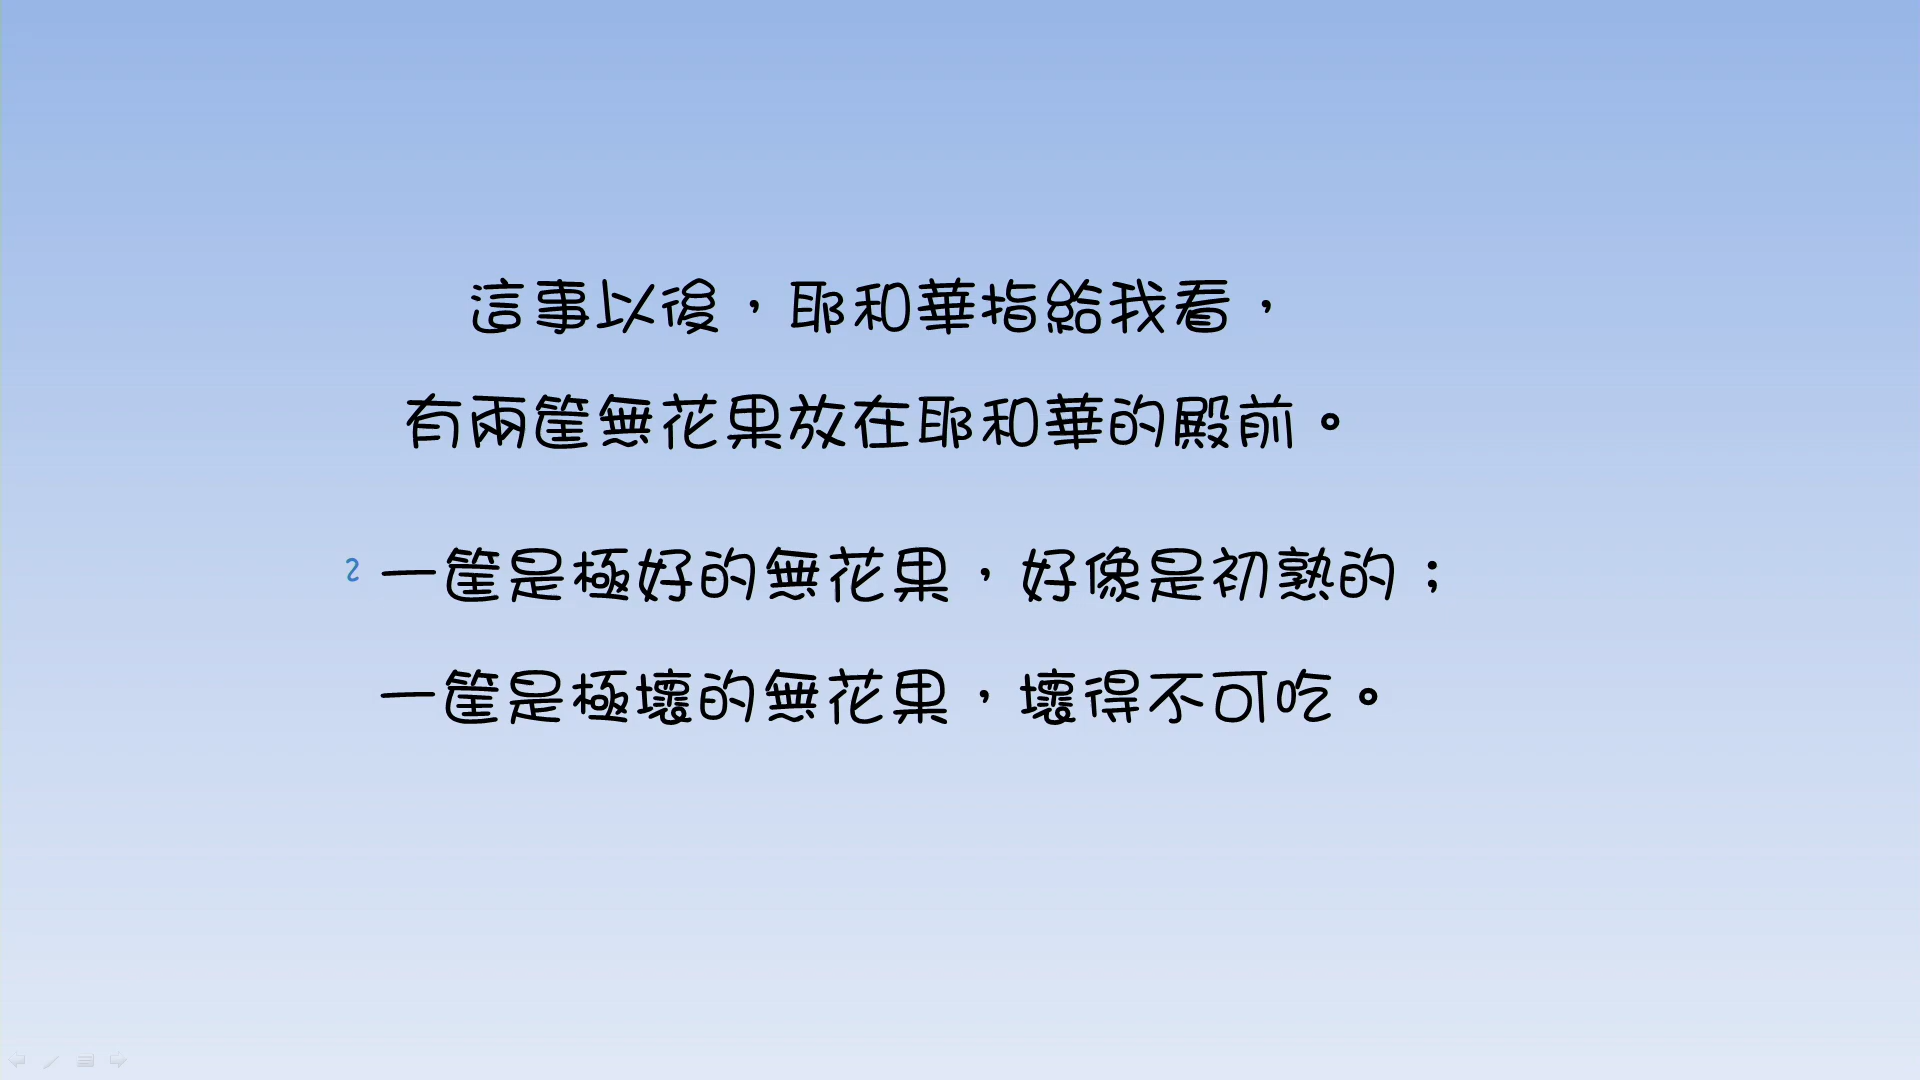 這事以後，耶和華指給我看，
有兩筐無花果放在耶和華的殿前。
2 一筐是極好的無花果，好像是初熟的；
一筐是極壞的無花果，壞得不可吃。